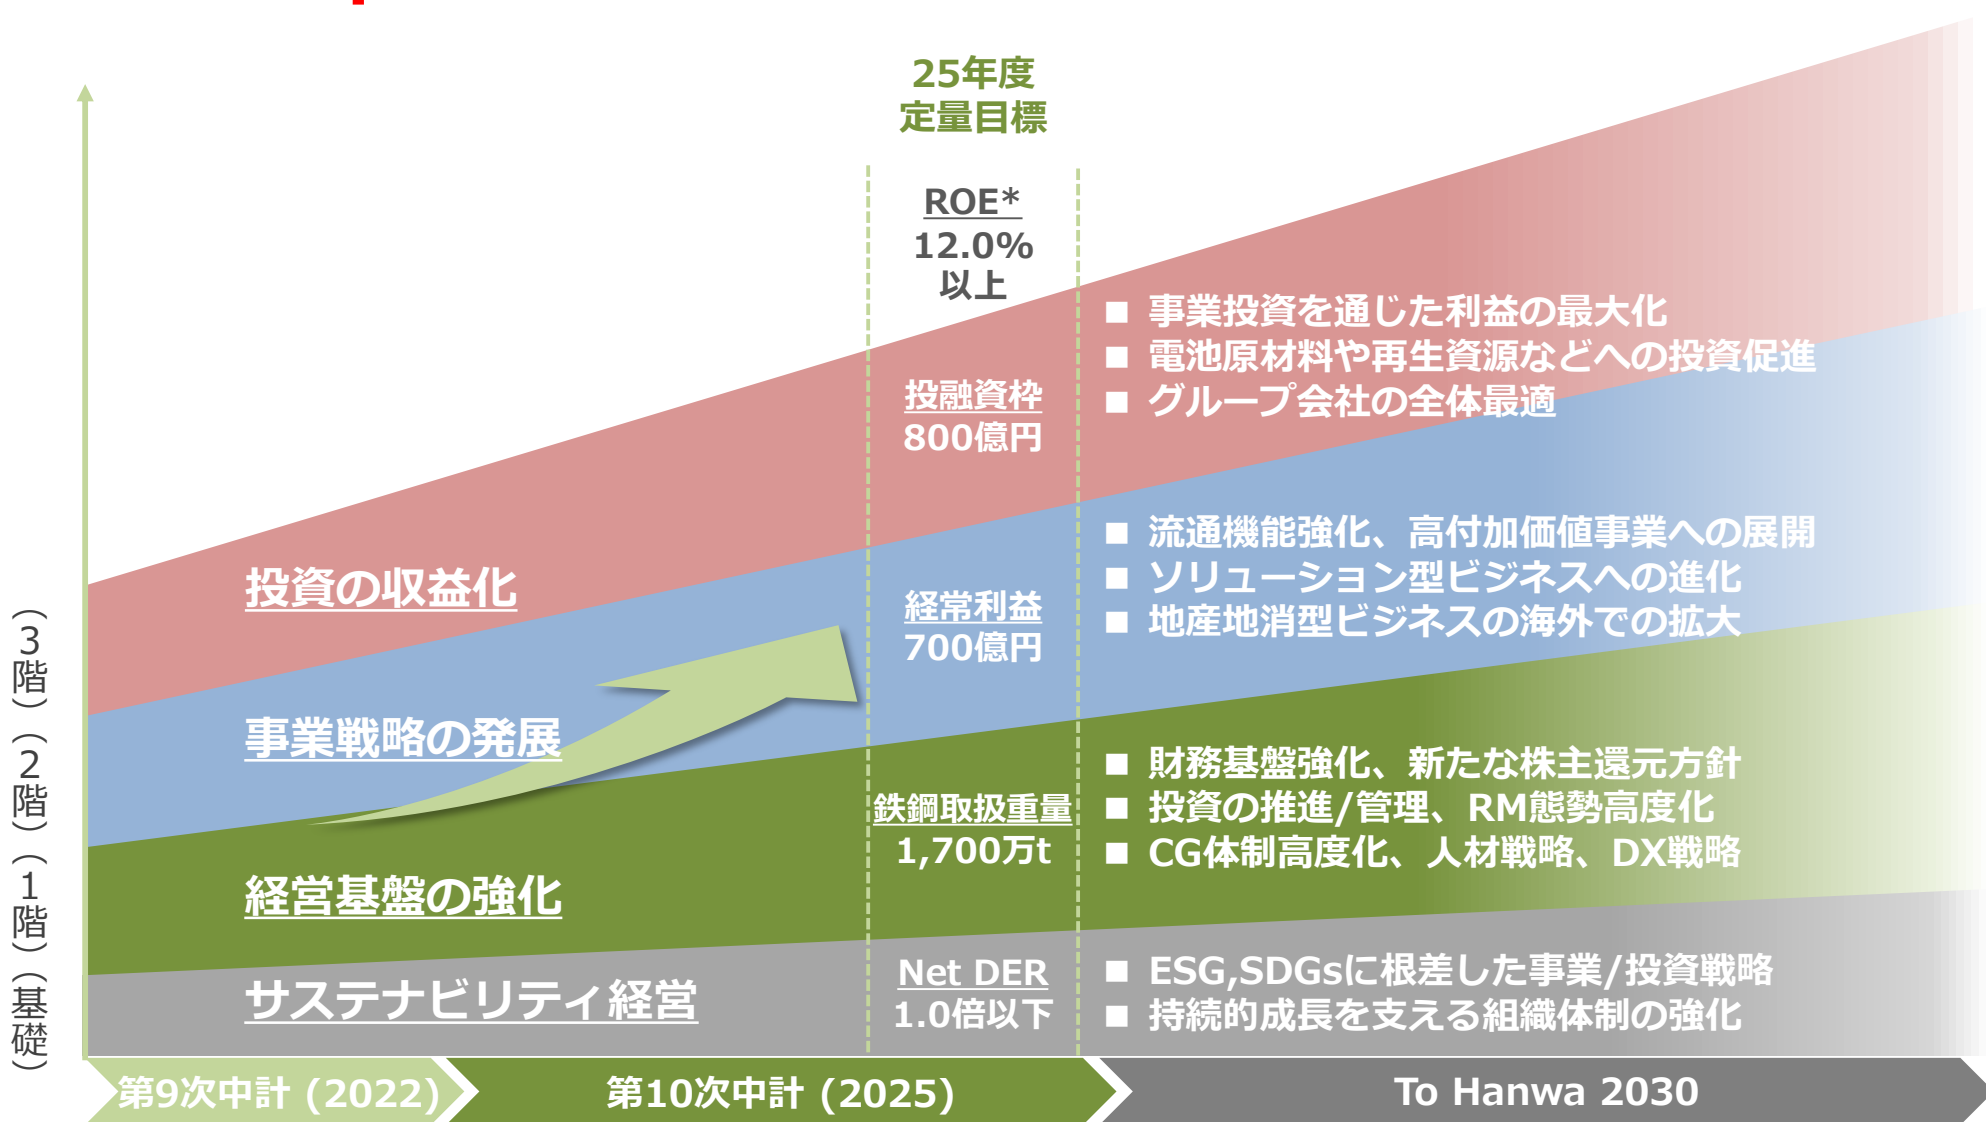 25年度
定量目標
ROE*
12.0%
以上
投融資枠
800億円
経常利益
700億円
鉄鋼取扱重量
1,700万t
Net DER
1.0倍以下
投資の収益化
事業戦略の発展
経営基盤の強化
サステナビリティ経営
■ 事業投資を通じた利益の最大化
■ 電池原材料や再生資源などへの投資促進
■ グループ会社の全体最適
■ 流通機能強化、高付加価値事業への展開
■ ソリューション型ビジネスへの進化
■ 地産地消型ビジネスの海外での拡大
■ 財務基盤強化、新たな株主還元方針
■ 投資の推進/管理、RM態勢高度化
■ CG体制高度化、人材戦略、DX戦略
■ ESG,SDGsに根差した事業/投資戦略
■ 持続的成長を支える組織体制の強化
（3階）
（2階）
（1階）
（基礎）
第9次中計 (2022)
第10次中計 (2025)
To Hanwa 2030